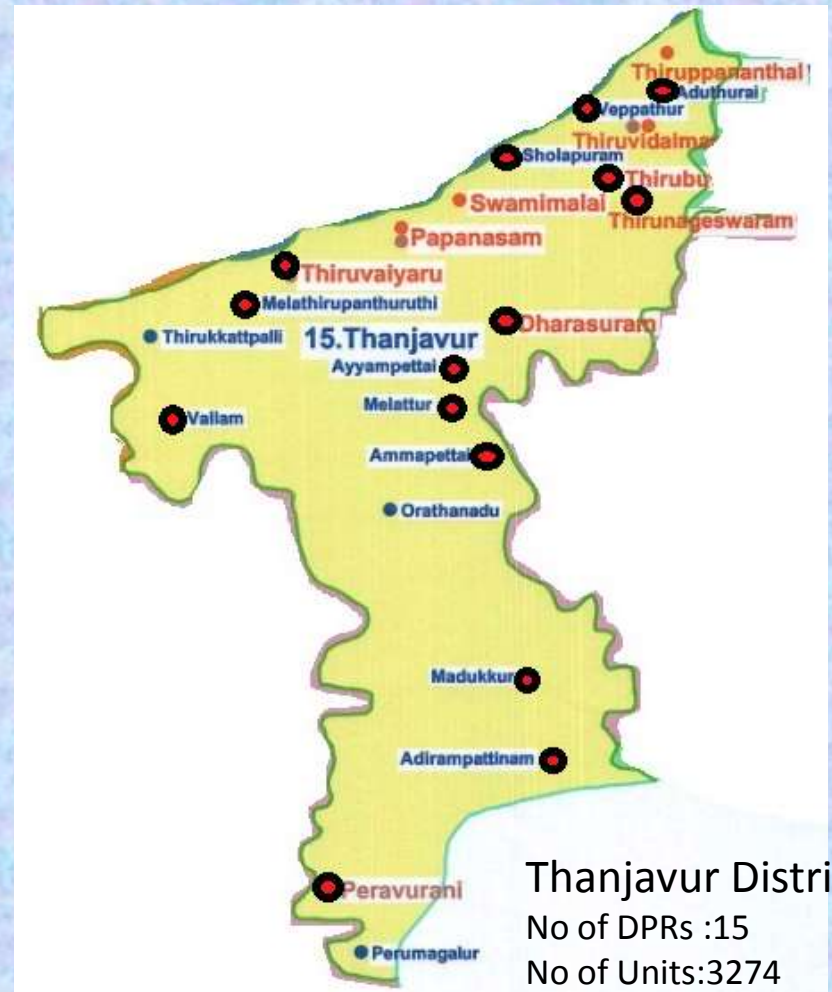 Thiruppananthal
Aduthurai
Veppathur
Thiruvidaimar
Sholapuram
Thirubu
Swamimalai
Thirunageswaram
Papanasam
Thiruvaiyaru
Melathirupanthuruthi
Dharasuram
Thirukkattpalli
15.Thanjavur
Ayyampettai
Melattur
Vallam
Ammapettai
Orathanadu
Madukkur
Adirampattinam
Peravurani
Thanjavur Distri
No of DPRs :15
Perumagalur
No of Units:3274